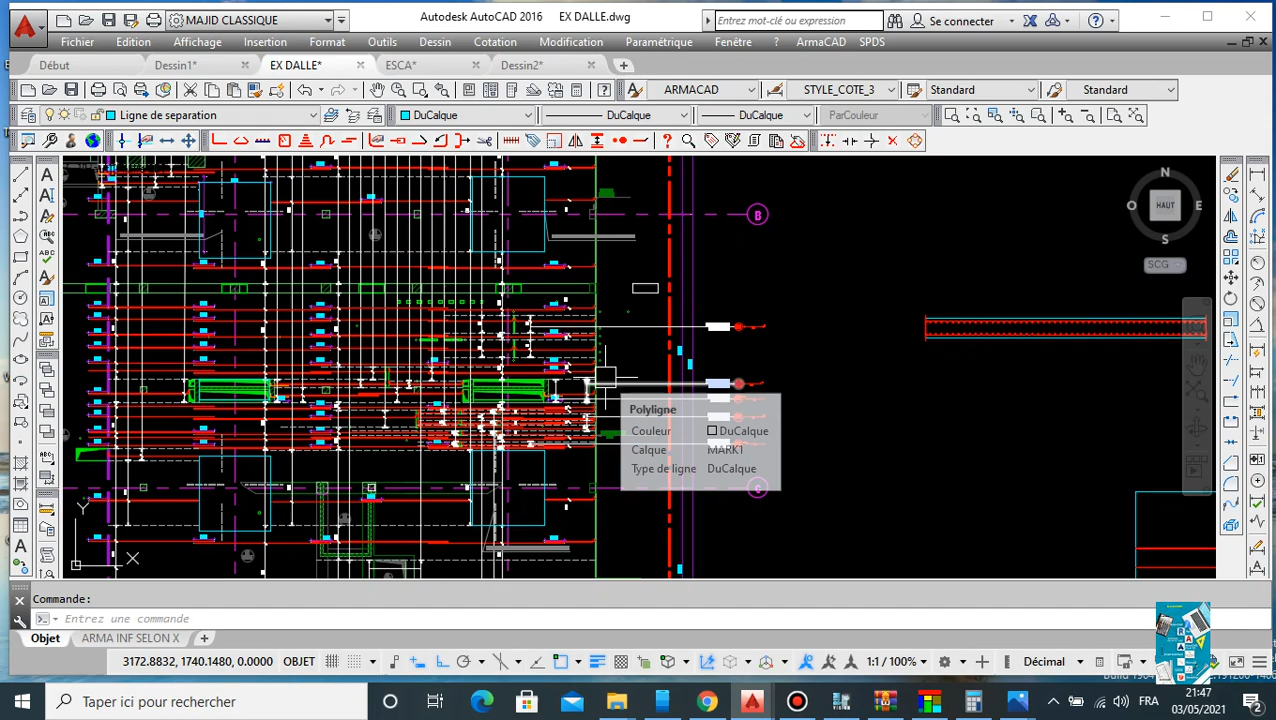 MAJID CLASSIQUE
Autodesk AutoCAD 2016 EX DALLE.dwg
Entrez mot-clé ou expression
Se connecter
Fichier Edition Affichage Insertion Format Outils Dessin Cotation Modification Paramétrique Fenêtre ? ArmaCAD SPDS
Début Dessin1* EX DALLE* ESCA* Dessin2*
ARMACAD STYLE_COTE_3 Standard Standard
Ligne de separation DuCalque DuCalque DuCalque ParCouleur
N
O HAUT E
S
SCG
B
Polyligne
Couleur DuCalque
Calque MARK1
Type de ligne DuCalque
C
Y
X
Commande:
Entrez une commande
Objet ARMA INF SELON X
3172.8832, 1740.1480, 0.0000 OBJET 1:1 / 100% Décimal
Taper ici pour rechercher
FRA
21:47
03/05/2021
2